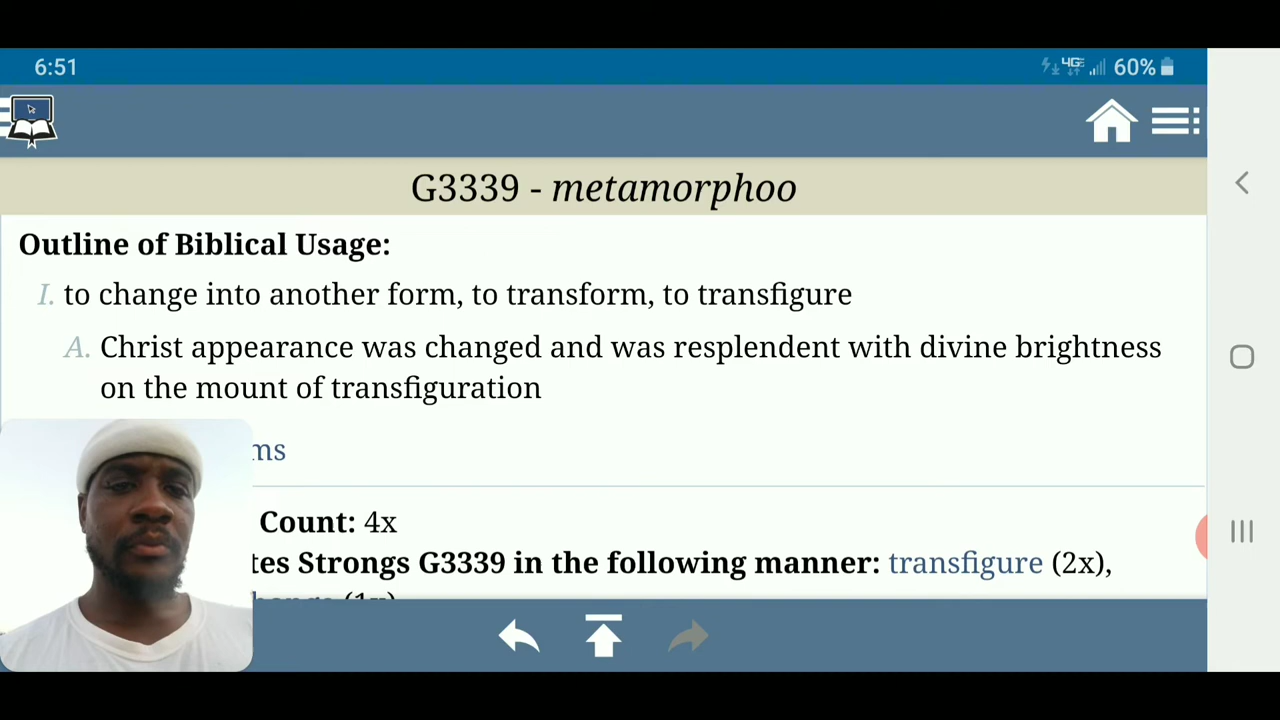 6:51
4G 60%
G3339 - metamorphoo
Outline of Biblical Usage:
I. to change into another form, to transform, to transfigure
A. Christ appearance was changed and was resplendent with divine brightness
on the mount of transfiguration
ms
Count: 4x
tes Strongs G3339 in the following manner: transfigure (2x),
(1x)